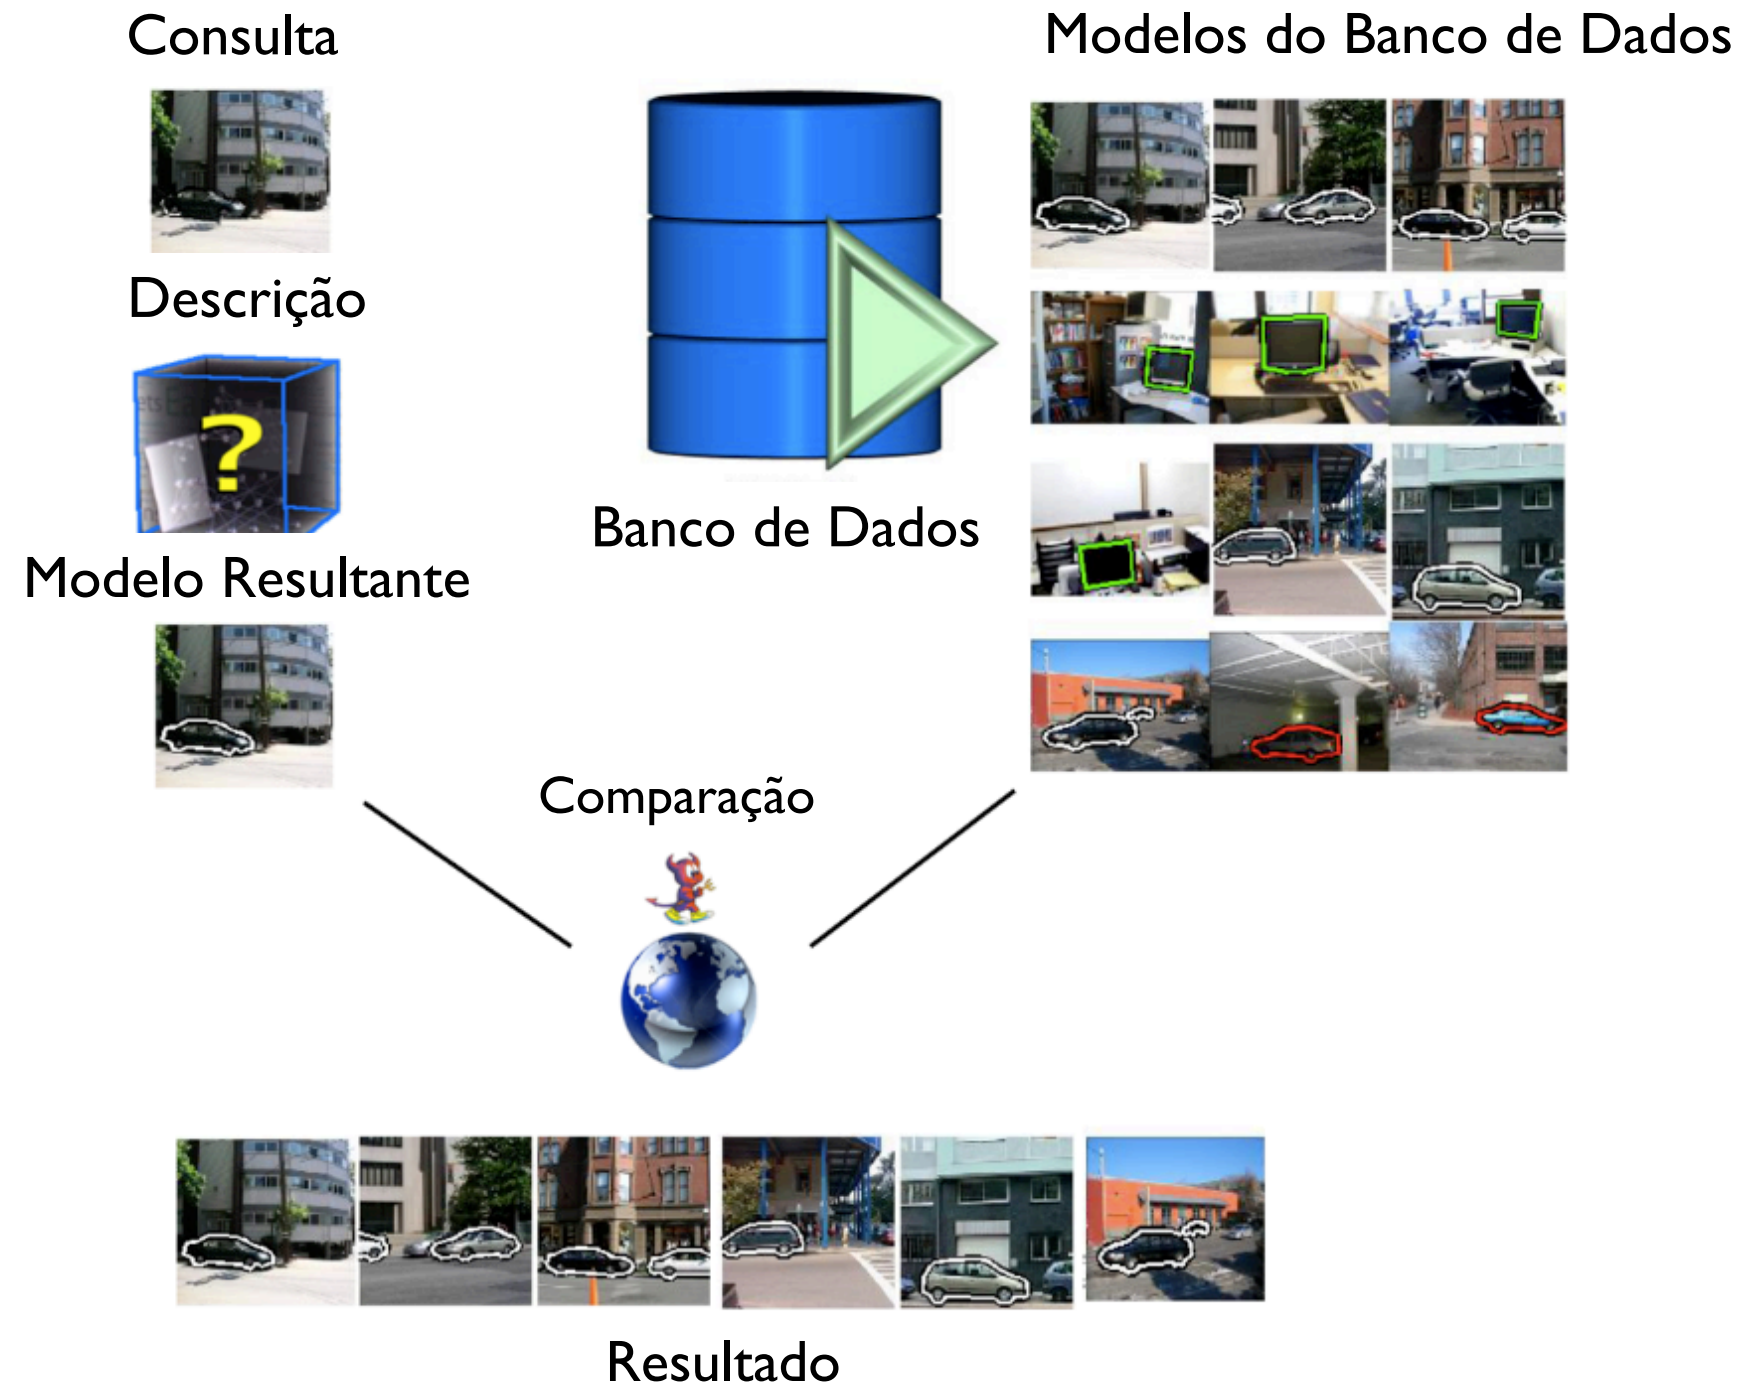 Consulta
Modelos do Banco de Dados
Descrição
Banco de Dados
Modelo Resultante
Comparação
Resultado